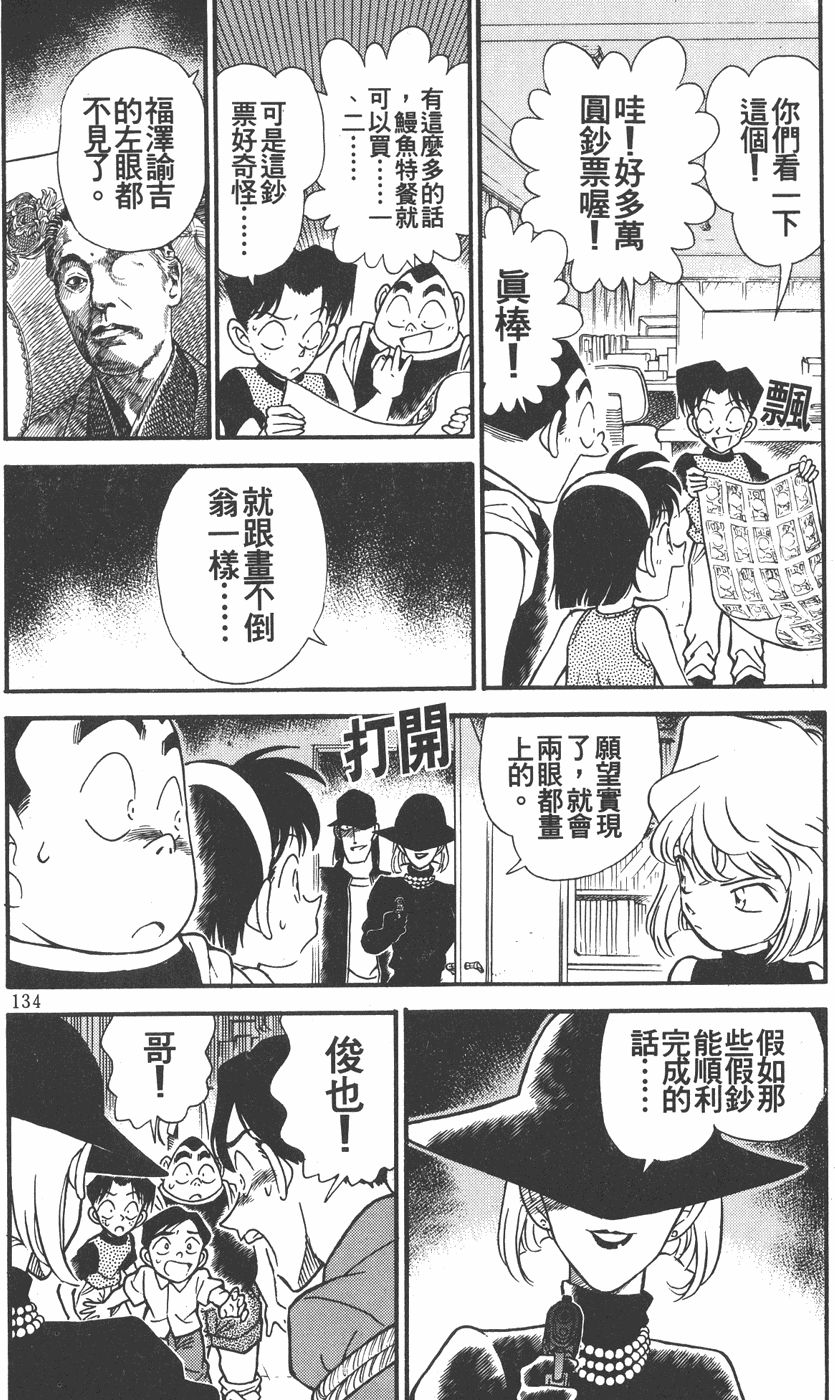 你們看一下
這個！
哇！好多萬
圓鈔票喔！
眞棒！
飄
有這麼多的話
，鰻魚特餐就
可以買……一
、二……
可是這鈔
票好奇怪……
福澤諭吉
的左眼都
不見了。
就跟畫不倒
翁一樣……
願望實現
了，就會
兩眼都畫
上的。
打開
134
假如那
些假鈔
能順利
完成的
話……
俊也！
哥！